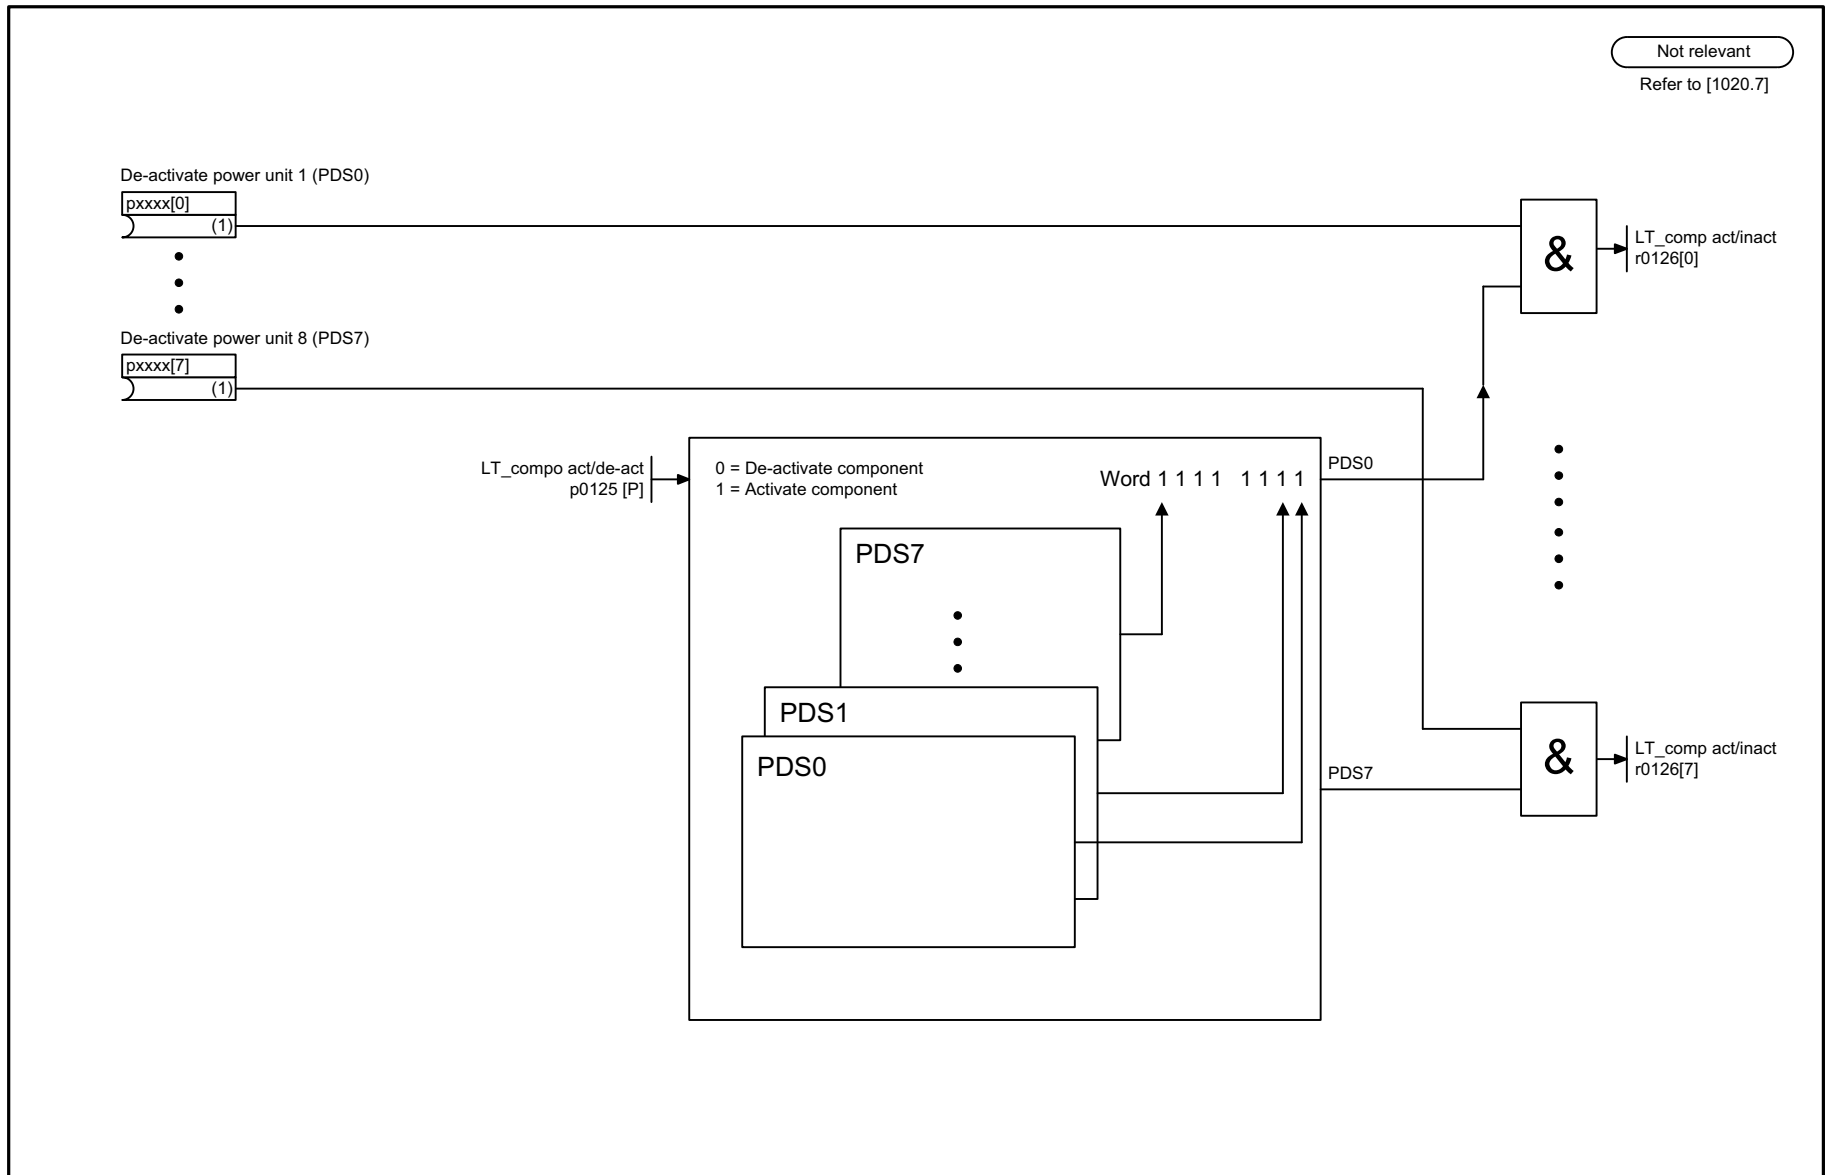 Not relevant
Refer to [1020.7]
De-activate power unit 1 (PDS0)
pxxxx[0]
(1)
&
LT_comp act/inact
r0126[0]
De-activate power unit 8 (PDS7)
pxxxx[7]
(1)
LT_compo act/de-act
p0125 [P]
0 = De-activate component
1 = Activate component
Word 1 1 1 1 1 1 1 1
PDS0
PDS7
PDS1
PDS0
PDS7
&
LT_comp act/inact
r0126[7]